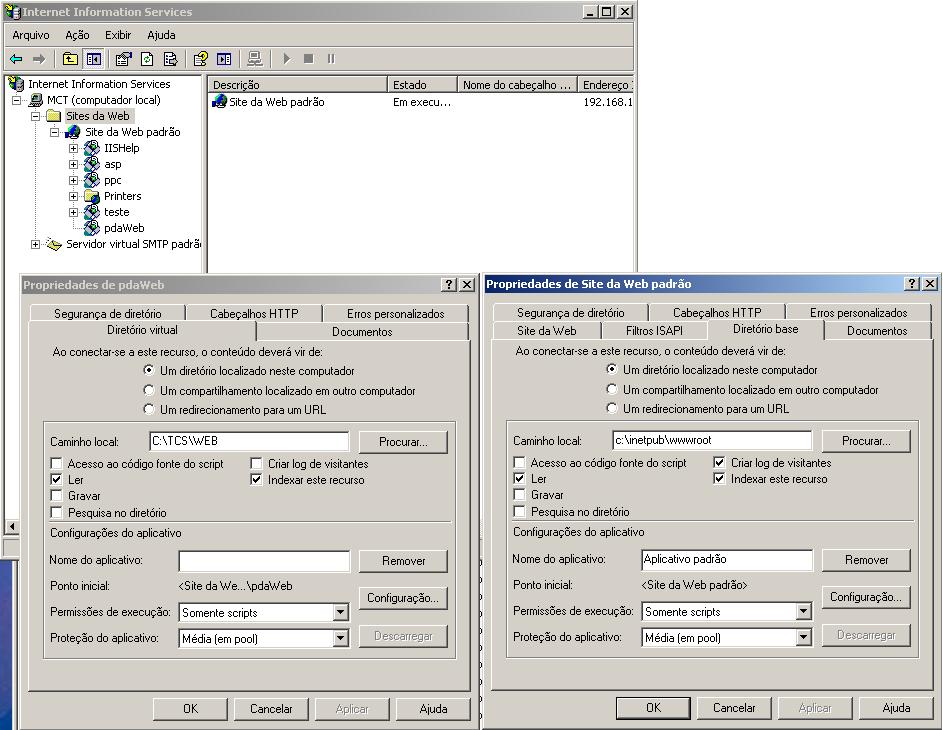 Internet Information Services
Arquivo Ação Exibir Ajuda
Internet Information Services
MCT (computador local)
Sites da Web
Site da Web padrão
IISHelp
asp
ppc
Printers
teste
pdaWeb
Servidor virtual SMTP padrã
Descrição Estado Nome do cabeçalho ... Endereço
Site da Web padrão Em execu... 192.168.1
Propriedades de pdaWeb
Segurança de diretório Cabeçalhos HTTP Erros personalizados
Diretório virtual Documentos
Ao conectar-se a este recurso, o conteúdo deverá vir de:
Um diretório localizado neste computador
Um compartilhamento localizado em outro computador
Um redirecionamento para um URL
Caminho local: C:\TCS\WEB Procurar...
Acesso ao código fonte do script Criar log de visitantes
Ler Indexar este recurso
Gravar
Pesquisa no diretório
Configurações do aplicativo
Nome do aplicativo: Remover
Ponto inicial: <Site da We...\pdaWeb
Configuração...
Permissões de execução: Somente scripts
Proteção do aplicativo: Média (em pool) Descarregar
OK Cancelar Aplicar Ajuda
Propriedades de Site da Web padrão
Segurança de diretório Cabeçalhos HTTP Erros personalizados
Site da Web Filtros ISAPI Diretório base Documentos
Ao conectar-se a este recurso, o conteúdo deverá vir de:
Um diretório localizado neste computador
Um compartilhamento localizado em outro computador
Um redirecionamento para um URL
Caminho local: c:\inetpub\wwwroot Procurar...
Acesso ao código fonte do script Criar log de visitantes
Ler Indexar este recurso
Gravar
Pesquisa no diretório
Configurações do aplicativo
Nome do aplicativo: Aplicativo padrão Remover
Ponto inicial: <Site da Web padrão>
Configuração...
Permissões de execução: Somente scripts
Proteção do aplicativo: Média (em pool) Descarregar
OK Cancelar Aplicar Ajuda